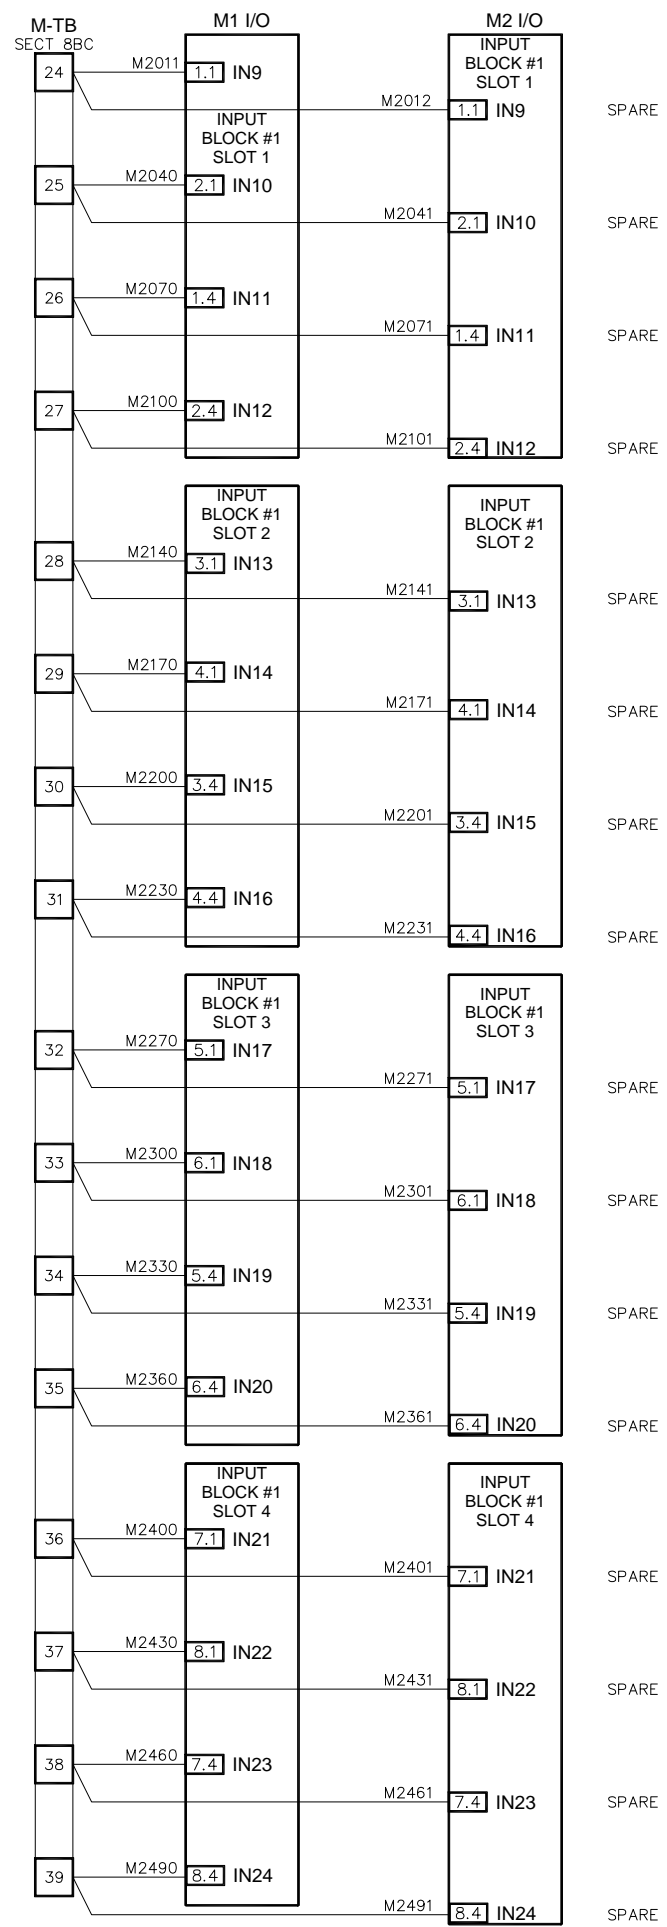 M-TB
SECT 8BC
M1 I/O
M2 I/O
INPUT
BLOCK #1
SLOT 1
24
M2011
1.1 IN9
M2012
1.1 IN9
SPARE
INPUT
BLOCK #1
SLOT 1
25
M2040
2.1 IN10
M2041
2.1 IN10
SPARE
26
M2070
1.4 IN11
M2071
1.4 IN11
SPARE
27
M2100
2.4 IN12
M2101
2.4 IN12
SPARE
INPUT
BLOCK #1
SLOT 2
INPUT
BLOCK #1
SLOT 2
28
M2140
3.1 IN13
M2141
3.1 IN13
SPARE
29
M2170
4.1 IN14
M2171
4.1 IN14
SPARE
30
M2200
3.4 IN15
M2201
3.4 IN15
SPARE
31
M2230
4.4 IN16
M2231
4.4 IN16
SPARE
INPUT
BLOCK #1
SLOT 3
INPUT
BLOCK #1
SLOT 3
32
M2270
5.1 IN17
M2271
5.1 IN17
SPARE
33
M2300
6.1 IN18
M2301
6.1 IN18
SPARE
34
M2330
5.4 IN19
M2331
5.4 IN19
SPARE
35
M2360
6.4 IN20
M2361
6.4 IN20
SPARE
INPUT
BLOCK #1
SLOT 4
INPUT
BLOCK #1
SLOT 4
36
M2400
7.1 IN21
M2401
7.1 IN21
SPARE
37
M2430
8.1 IN22
M2431
8.1 IN22
SPARE
38
M2460
7.4 IN23
M2461
7.4 IN23
SPARE
39
M2490
8.4 IN24
M2491
8.4 IN24
SPARE